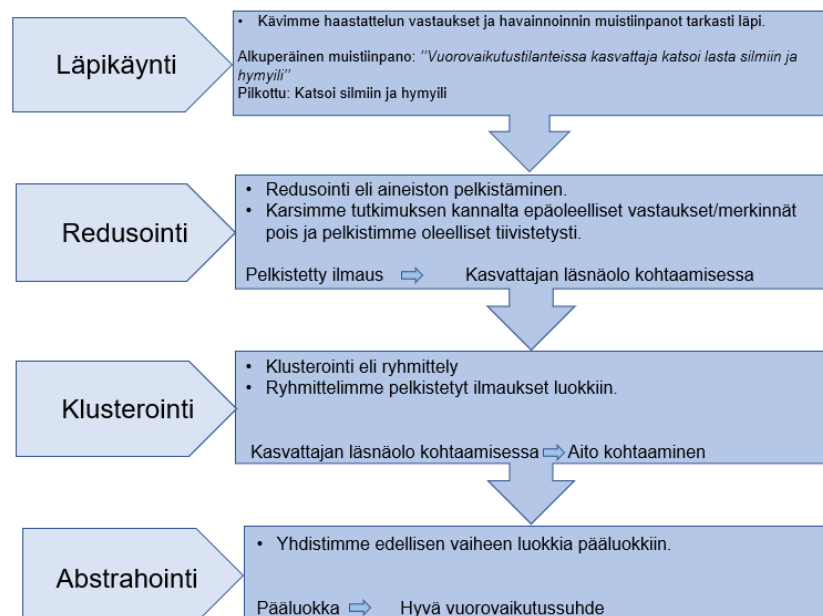 Läpikäynti
• Kävimme haastattelun vastaukset ja havainnoinnin muistiinpanot tarkasti läpi.
Alkuperäinen muistiinpano: ”Vuorovaikutustilanteissa kasvattaja katsoi lasta silmiin ja
hymyili”
Pilkottu: Katsoi silmiin ja hymyili
Redusointi
• Redusointi eli aineiston pelkistäminen.
• Karsimme tutkimuksen kannalta epäoleelliset vastaukset/merkinnät
pois ja pelkistimme oleelliset tiivistetysti.
Pelkistetty ilmaus Kasvattajan läsnäolo kohtaamisessa
Klusterointi
• Klusterointi eli ryhmittely
• Ryhmittelimme pelkistetyt ilmaukset luokkiin.
Kasvattajan läsnäolo kohtaamisessa Aito kohtaaminen
Abstrahointi
• Yhdistimme edellisen vaiheen luokkia pääluokkiin.
Pääluokka Hyvä vuorovaikutussuhde